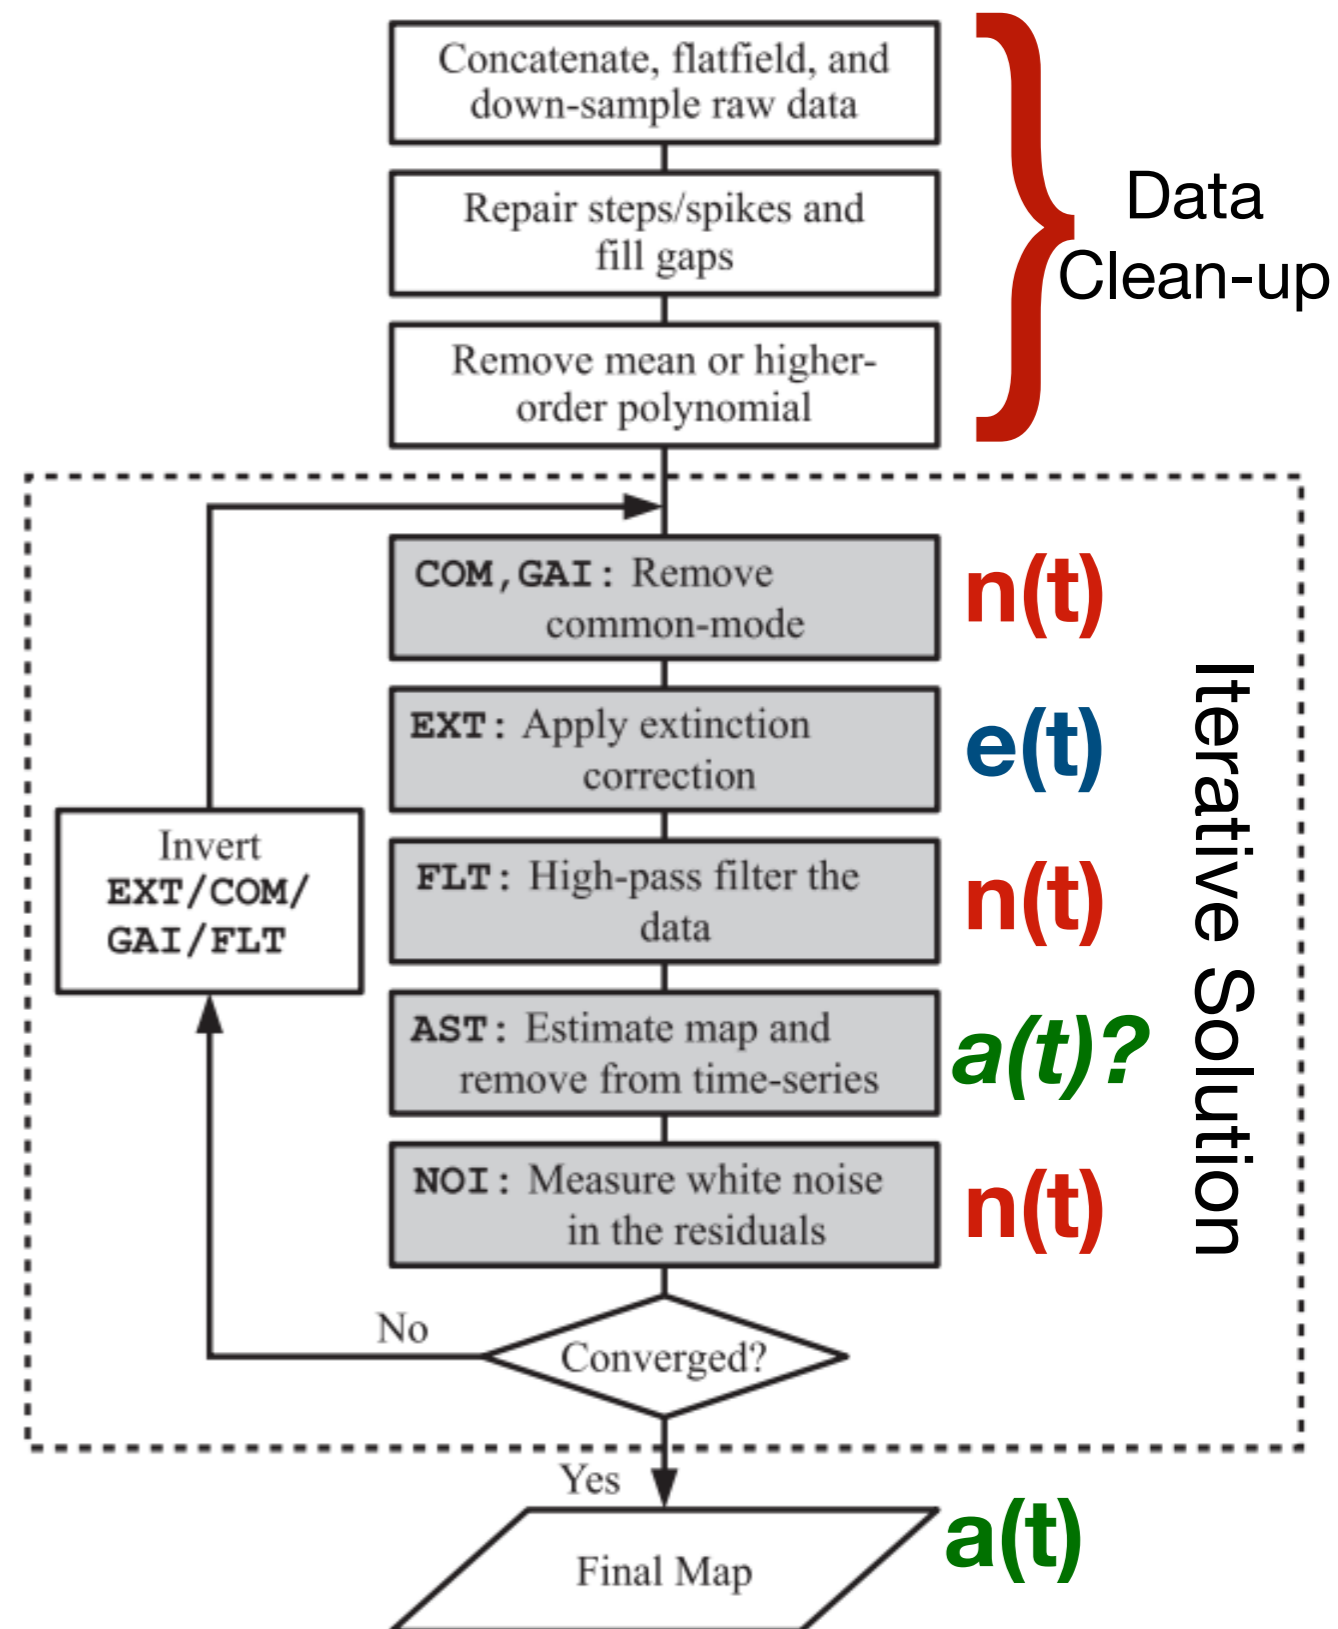 Concatenate, flatfield, and
down-sample raw data
Repair steps/spikes and
fill gaps
Remove mean or higher-
order polynomial
Data
Clean-up
COM,GAI: Remove
common-mode
n(t)
EXT: Apply extinction
correction
e(t)
FLT: High-pass filter the
data
n(t)
AST: Estimate map and
remove from time-series
a(t)?
NOI: Measure white noise
in the residuals
n(t)
Iterative Solution
Invert
EXT/COM/
GAI/FLT
No
Converged?
Yes
Final Map
a(t)